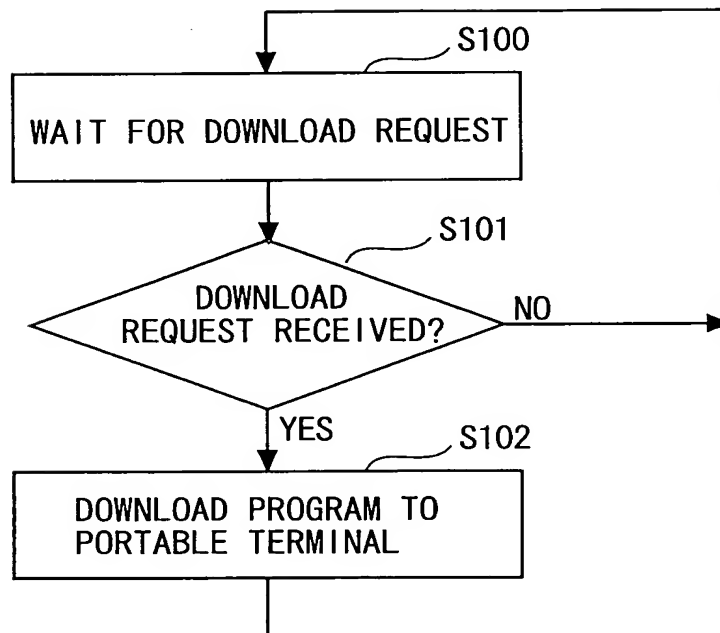 S100
WAIT FOR DOWNLOAD REQUEST
S101
DOWNLOAD
REQUEST RECEIVED?
NO
YES
S102
DOWNLOAD PROGRAM TO
PORTABLE TERMINAL